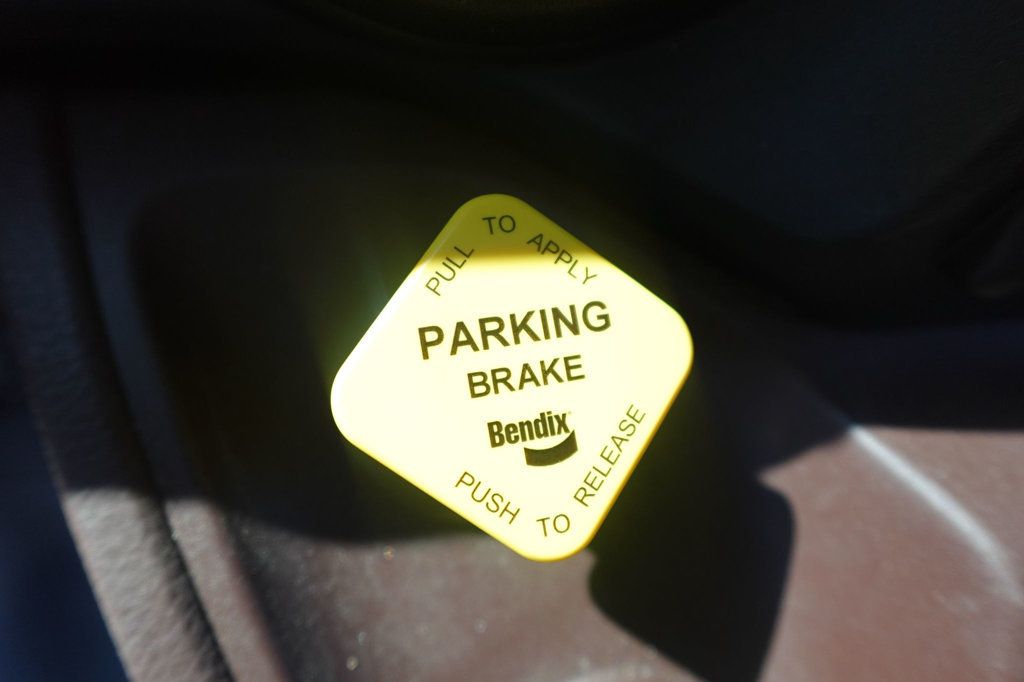 PULL TO APPLY
PARKING
BRAKE
Bendix
PUSH TO RELEASE